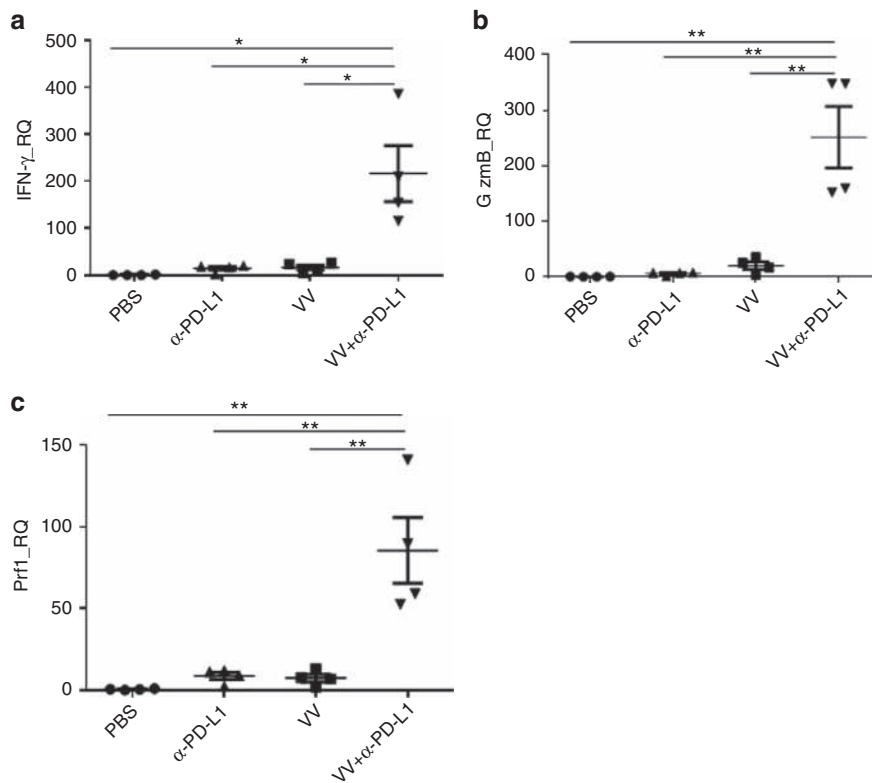 a
500
400
300
200
100
0
IFN-γ_RQ
*
*
*
PBS
α-PD-L1
VV
VV+α-PD-L1
b
400
300
200
100
0
G zmB_RQ
**
**
**
PBS
α-PD-L1
VV
VV+α-PD-L1
c
150
100
50
0
Prf1_RQ
**
**
**
PBS
α-PD-L1
VV
VV+α-PD-L1